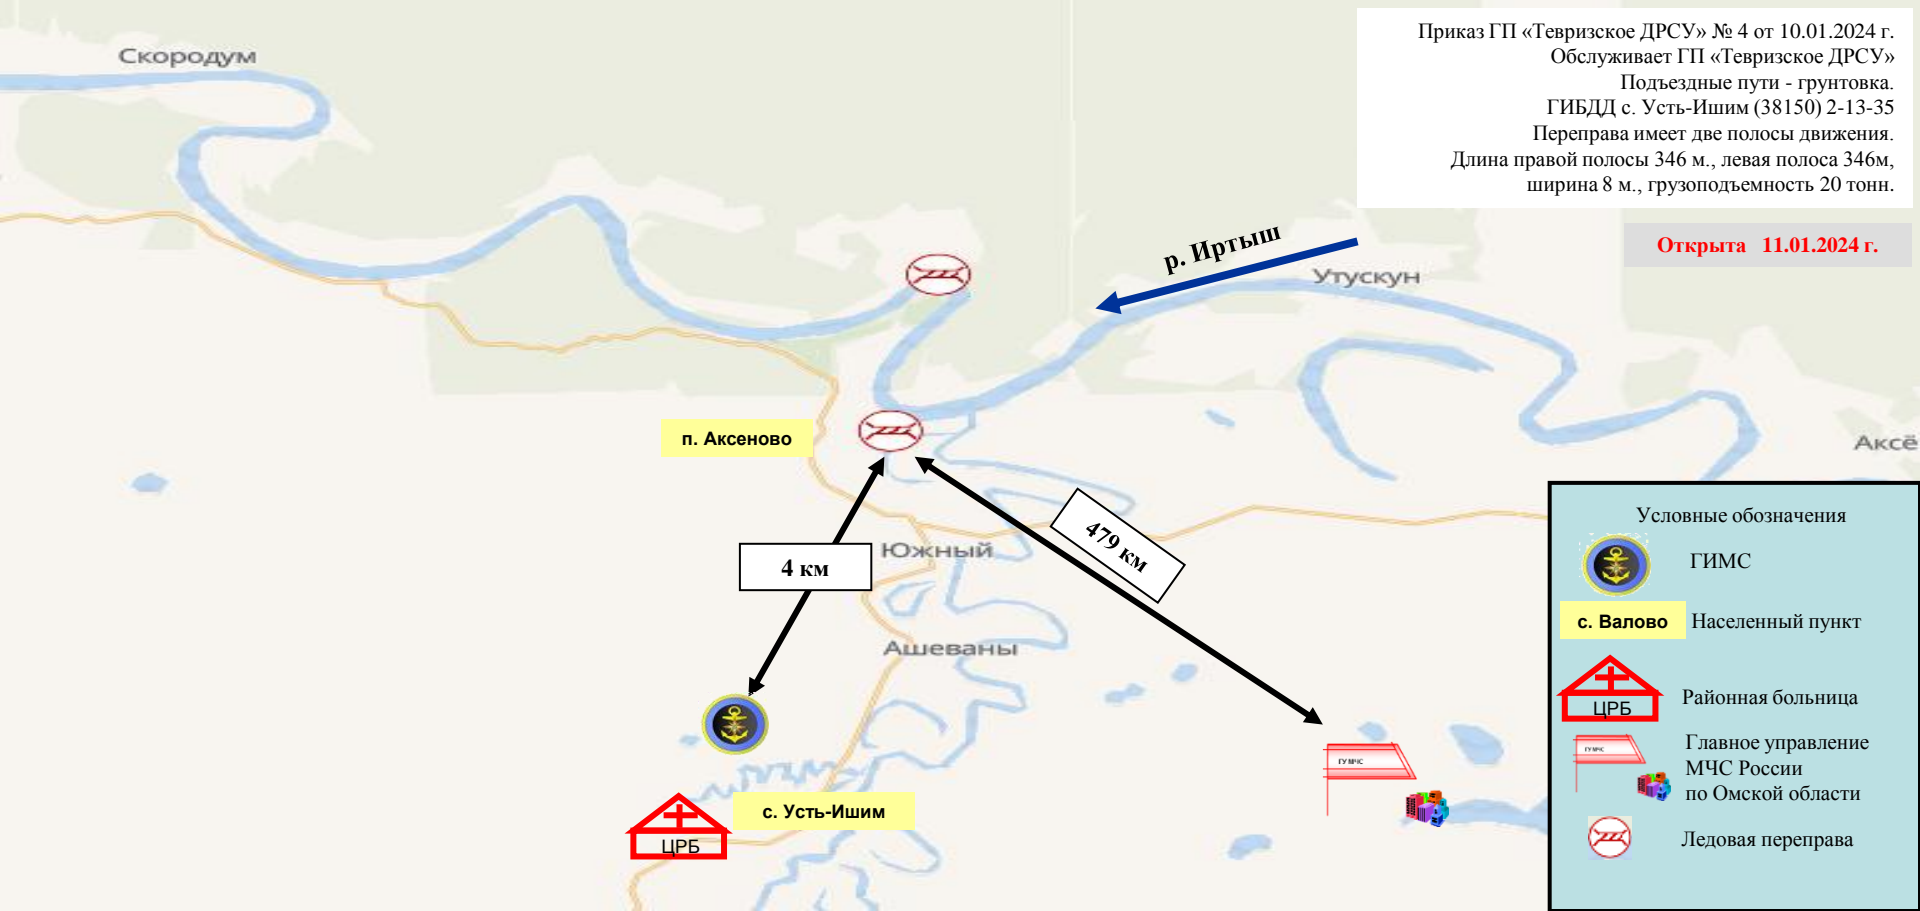 Приказ ГП «Тевризское ДРСУ» № 4 от 10.01.2024 г.
Обслуживает ГП «Тевризское ДРСУ»
Подъездные пути - грунтовка.
ГИБДД с. Усть-Ишим (38150) 2-13-35
Переправа имеет две полосы движения.
Длина правой полосы 346 м., левая полоса 346м,
ширина 8 м., грузоподъемность 20 тонн.
Открыта 11.01.2024 г.
Скородум
р. Иртыш
Утускун
п. Аксеново
Аксё
479 км
Южный
4 км
Ашеваны
ГУ МЧС
с. Усть-Ишим
ЦРБ
Условные обозначения
ГИМС
с. Валово
Населенный пункт
ЦРБ
Районная больница
ГУ МЧС
Главное управление
МЧС России
по Омской области
Ледовая переправа